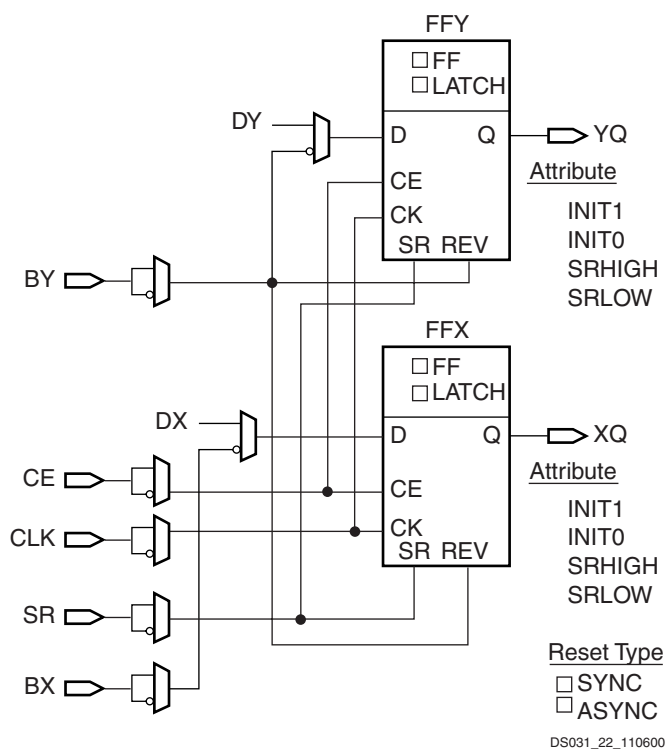 FFY
FF
LATCH
DY
D
Q
YQ
CE
CK
SR REV
Attribute
INIT1
INIT0
SRHIGH
SRLOW
BY
FFX
FF
LATCH
DX
D
Q
XQ
CE
CE
CLK
CK
SR REV
Attribute
INIT1
INIT0
SRHIGH
SRLOW
SR
BX
Reset Type
SYNC
ASYNC
DS031_22_110600